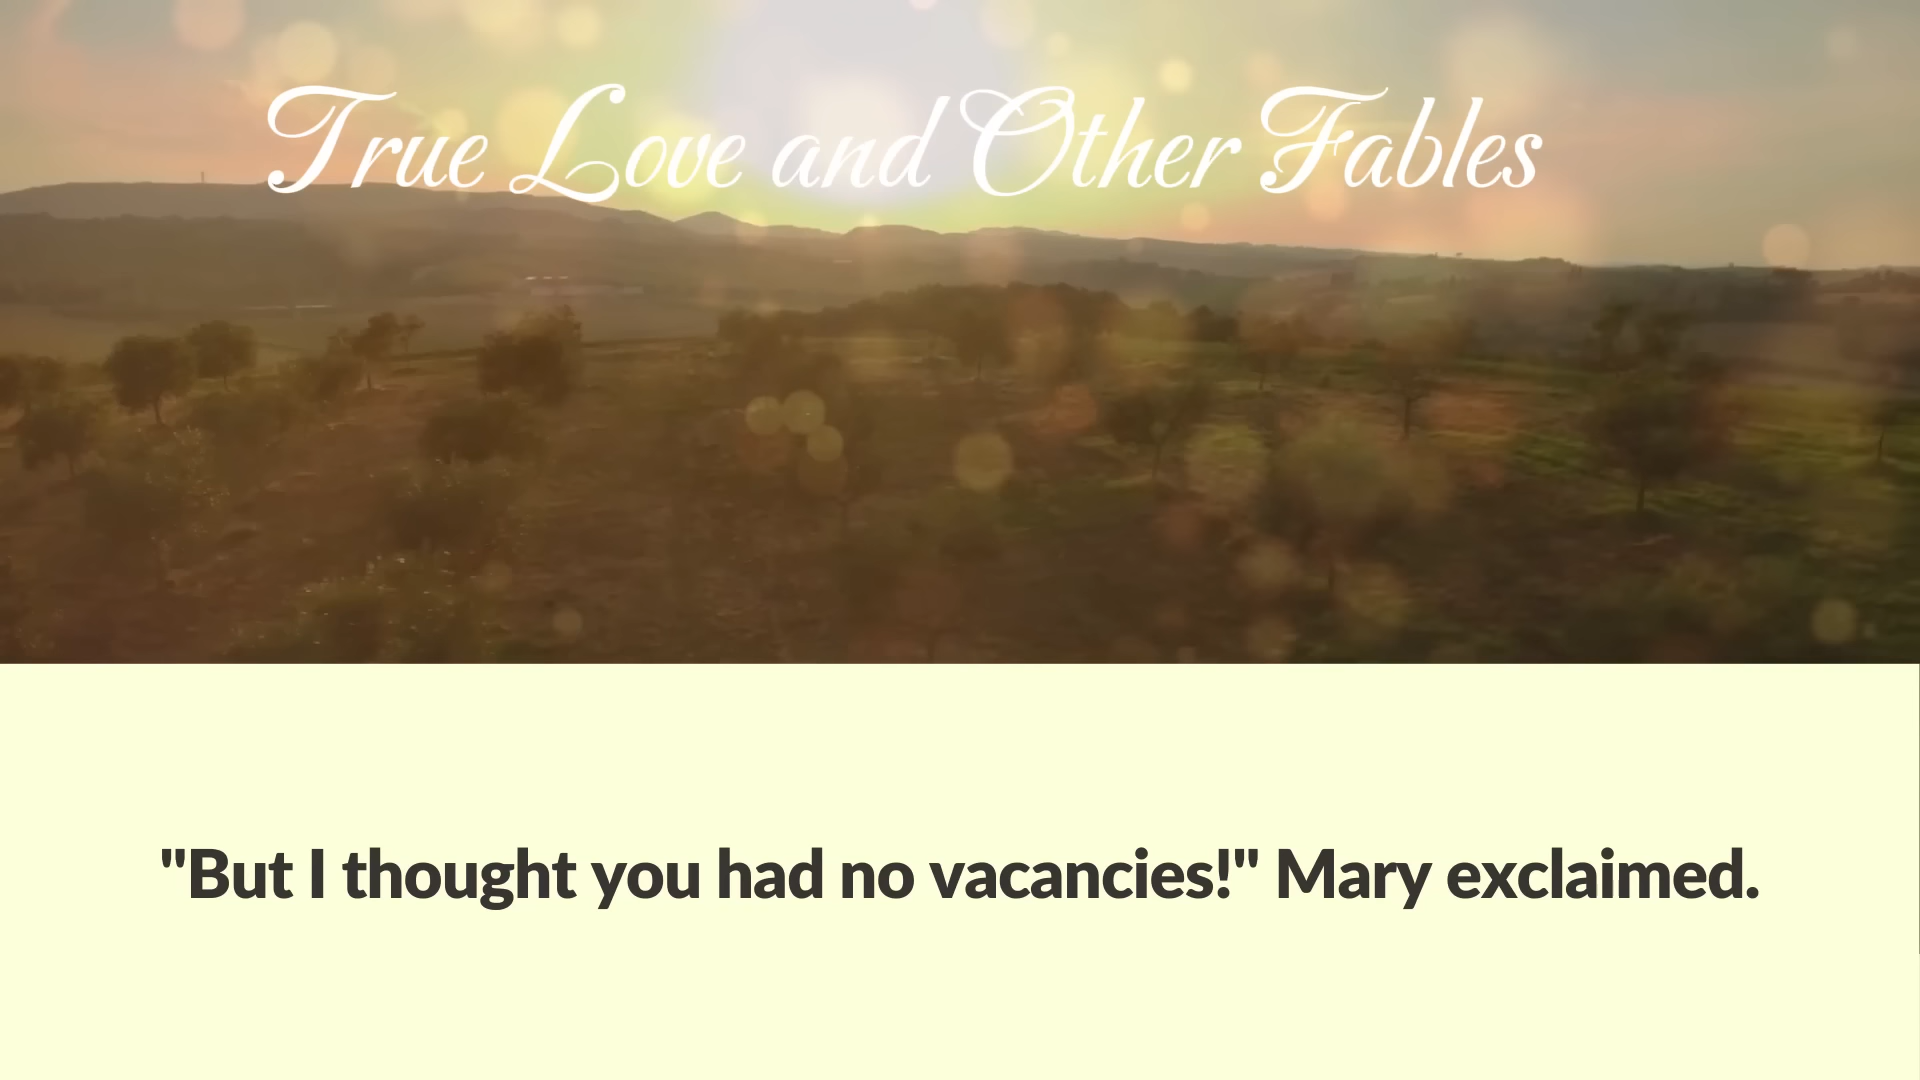 True Love and Other Fables
"But I thought you had no vacancies!" Mary exclaimed.